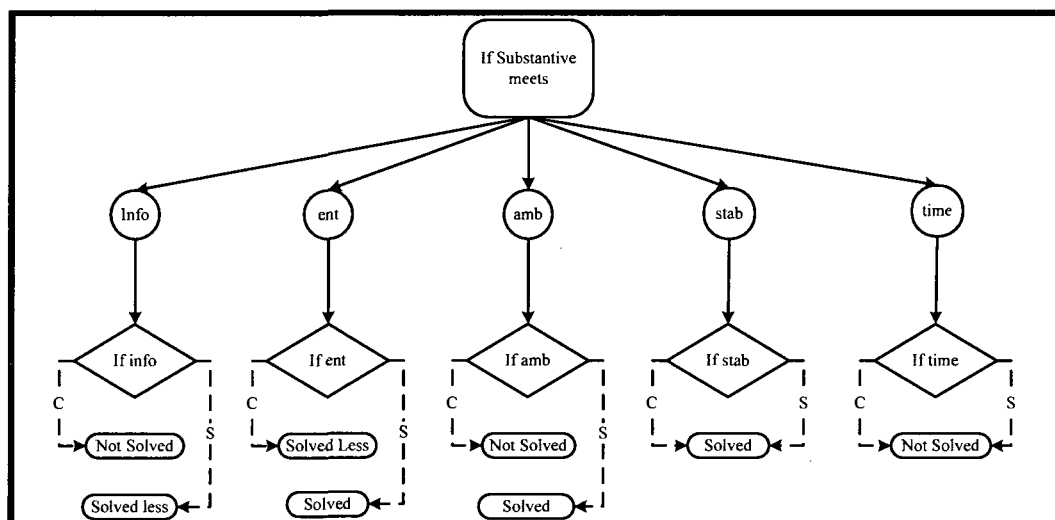 If Substantive
meets
Info
ent
amb
stab
time
If info
If ent
If amb
If stab
If time
C
S
C
S
C
S
C
S
C
S
Not Solved
Solved Less
Not Solved
Solved
Not Solved
Solved less
Solved
Solved